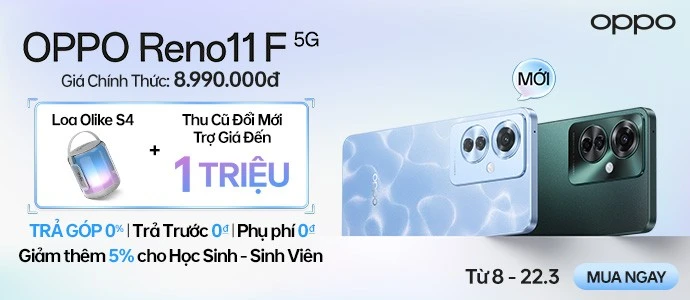 oppo
OPPO Reno11 F 5G
Giá Chính Thức: 8.990.000đ
MỚI
Loa Olike S4
+
Thu Cũ Đổi Mới
Trợ Giá Đến
1 TRIỆU
TRẢ GÓP 0% | Trả Trước 0đ | Phụ phí 0đ
Giảm thêm 5% cho Học Sinh - Sinh Viên
oppo
Từ 8 - 22.3
MUA NGAY